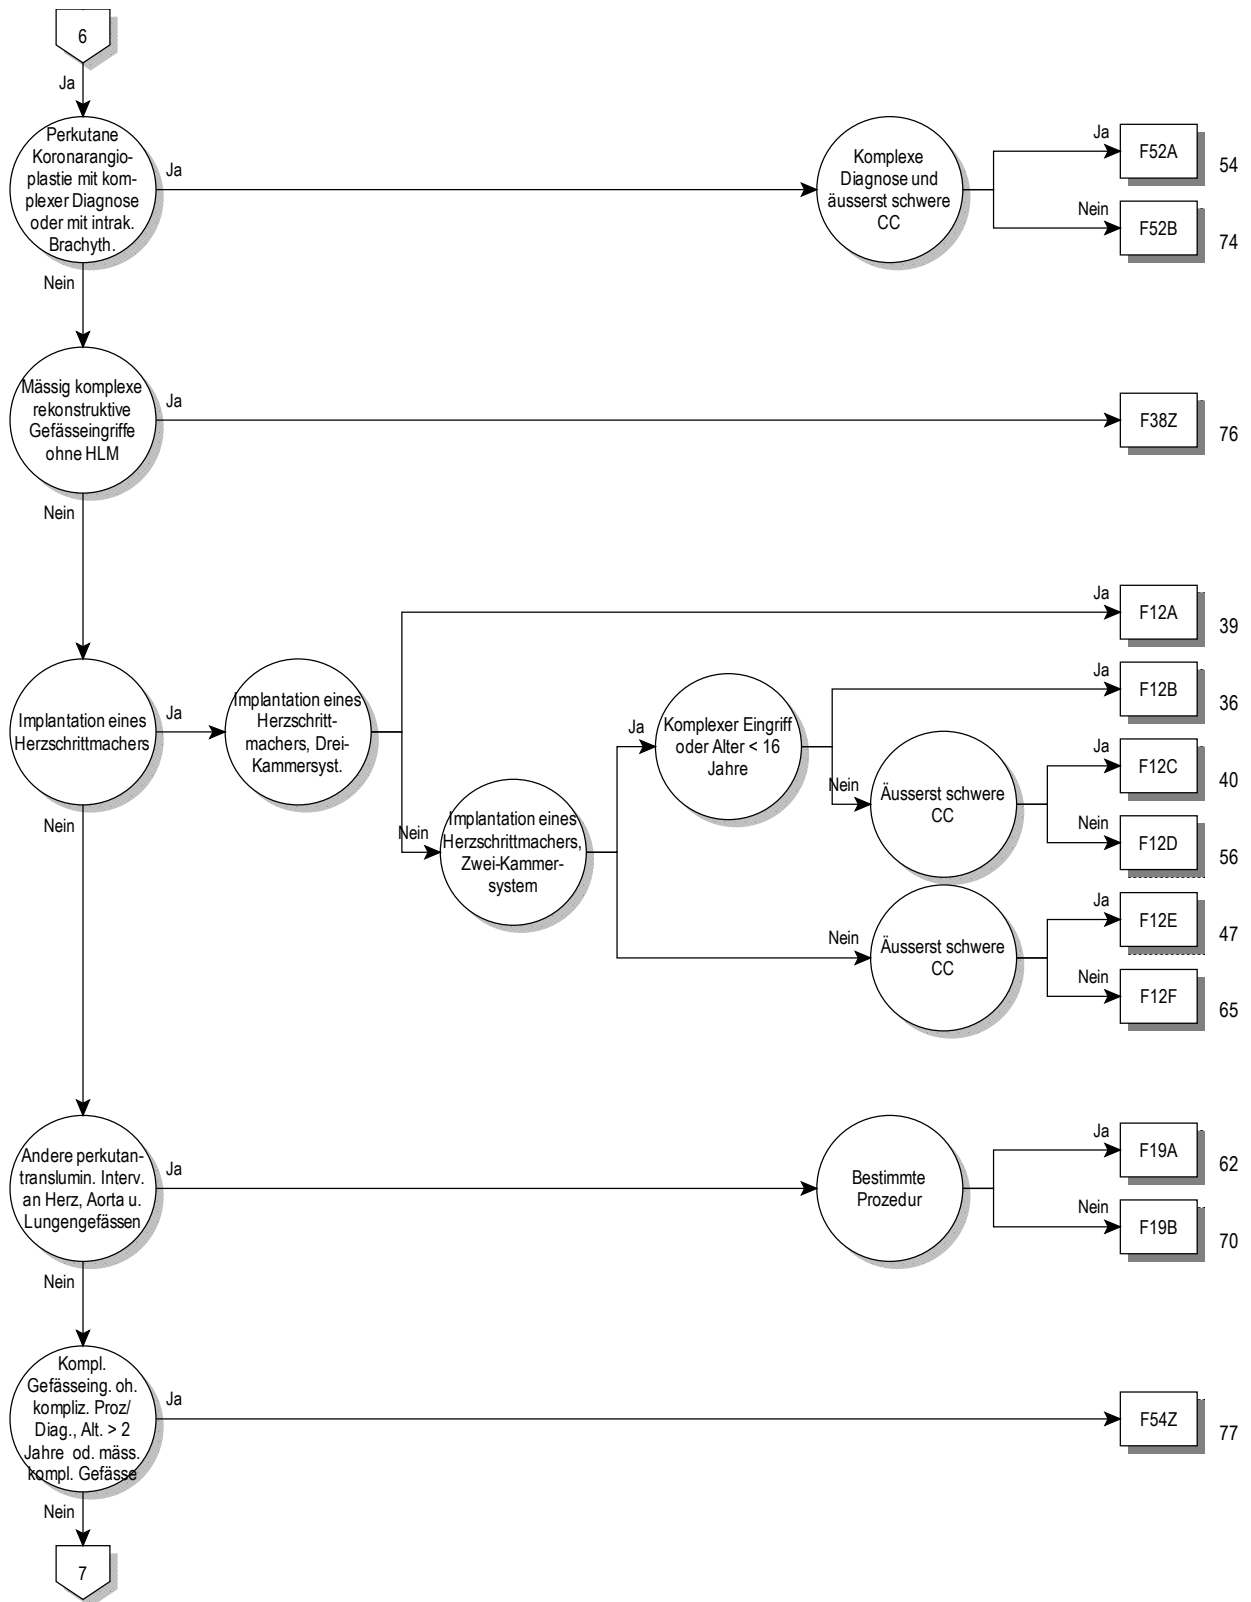 6
Ja
Perkutane
Koronarangio-
plastie mit kom-
plexer Diagnose
oder mit intrak.
Brachyth.
Ja
Komplexe
Diagnose und
äusserst schwere
CC
Ja
F52A
54
Nein
F52B
74
Nein
Mässig komplexe
rekonstruktive
Gefässeingriffe
ohne HLM
Ja
F38Z
76
Nein
Ja
F12A
39
Implantation eines
Herzschrittmachers
Ja
Implantation eines
Herzschritt-
machers, Drei-
Kammersyst.
Nein
Implantation eines
Herzschrittmachers,
Zwei-Kammer-
system
Ja
Komplexer Eingriff
oder Alter < 16
Jahre
Ja
F12B
36
Nein
Äusserst schwere
CC
Ja
F12C
40
Nein
F12D
56
Nein
Äusserst schwere
CC
Ja
F12E
47
Nein
F12F
65
Nein
Andere perkutan-
translumin. Interv.
an Herz, Aorta u.
Lungengefässen
Ja
Bestimmte
Prozedur
Ja
F19A
62
Nein
F19B
70
Nein
Kompl.
Gefässeing. oh.
kompliz. Proz/
Diag., Alt. > 2
Jahre od. mäss.
kompl. Gefässe
Ja
F54Z
77
Nein
7